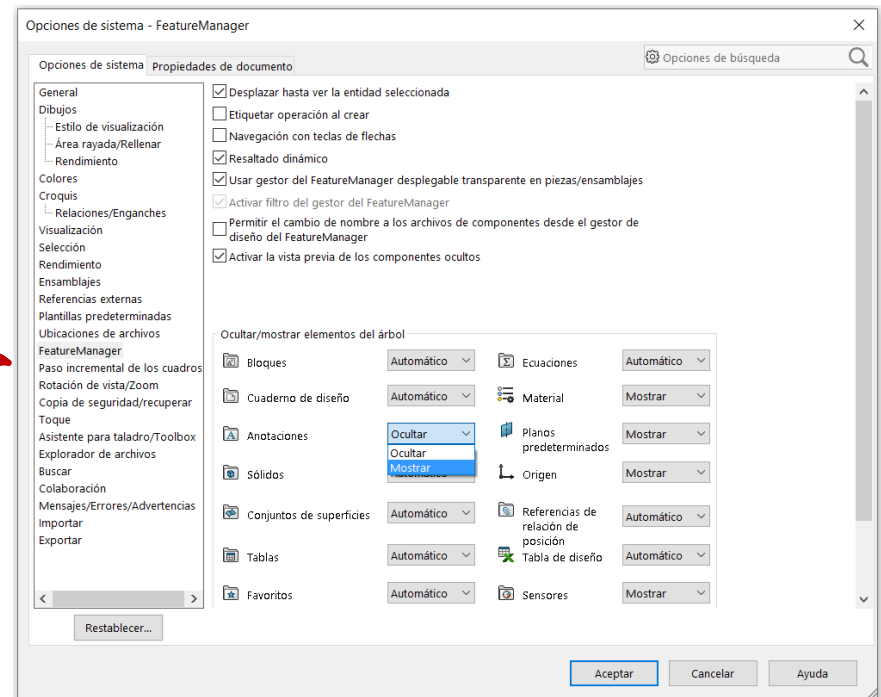 Opciones de sistema - FeatureManager
Opciones de búsqueda
Opciones de sistema
Propiedades de documento
General
Dibujos
Estilo de visualización
Área rayada/Rellenar
Rendimiento
Colores
Croquis
Relaciones/Enganches
Visualización
Selección
Rendimiento
Ensamblajes
Referencias externas
Plantillas predeterminadas
Ubicaciones de archivos
FeatureManager
Paso incremental de los cuadros
Rotación de vista/Zoom
Copia de seguridad/recuperar
Toque
Asistente para taladro/Toolbox
Explorador de archivos
Buscar
Colaboración
Mensajes/Errores/Advertencias
Importar
Exportar
Restablecer...
Desplazar hasta ver la entidad seleccionada
Etiquetar operación al crear
Navegación con teclas de flechas
Resaltado dinámico
Usar gestor del FeatureManager desplegable transparente en piezas/ensamblajes
Activar filtro del gestor del FeatureManager
Permitir el cambio de nombre a los archivos de componentes desde el gestor de
diseño del FeatureManager
Activar la vista previa de los componentes ocultos
Ocultar/mostrar elementos del árbol
Bloques Automático
Ecuaciones Automático
Cuaderno de diseño Automático
Material Mostrar
Anotaciones Ocultar
Ocultar
Mostrar
Planos
predeterminados
Mostrar
Sólidos
Origen Mostrar
Conjuntos de superficies Automático
Referencias de
relación de
posición
Automático
Tablas Automático
Tabla de diseño Automático
Favoritos Automático
Sensores Mostrar
Aceptar
Cancelar
Ayuda